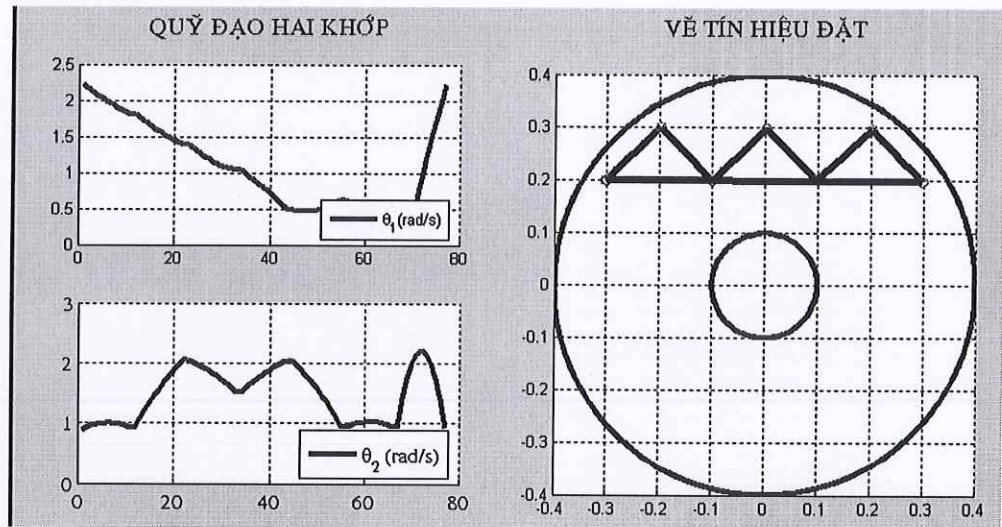 QUỸ ĐẠO HAI KHỚP
2.5
2
1.5
1
0.5
0
0 20 40 60 80
θ1 (rad/s)
3
2
1
0
0 20 40 60 80
θ2 (rad/s)
VẼ TÍN HIỆU ĐẶT
0.4
0.3
0.2
0.1
0
-0.1
-0.2
-0.3
-0.4
-0.4 -0.3 -0.2 -0.1 0 0.1 0.2 0.3 0.4